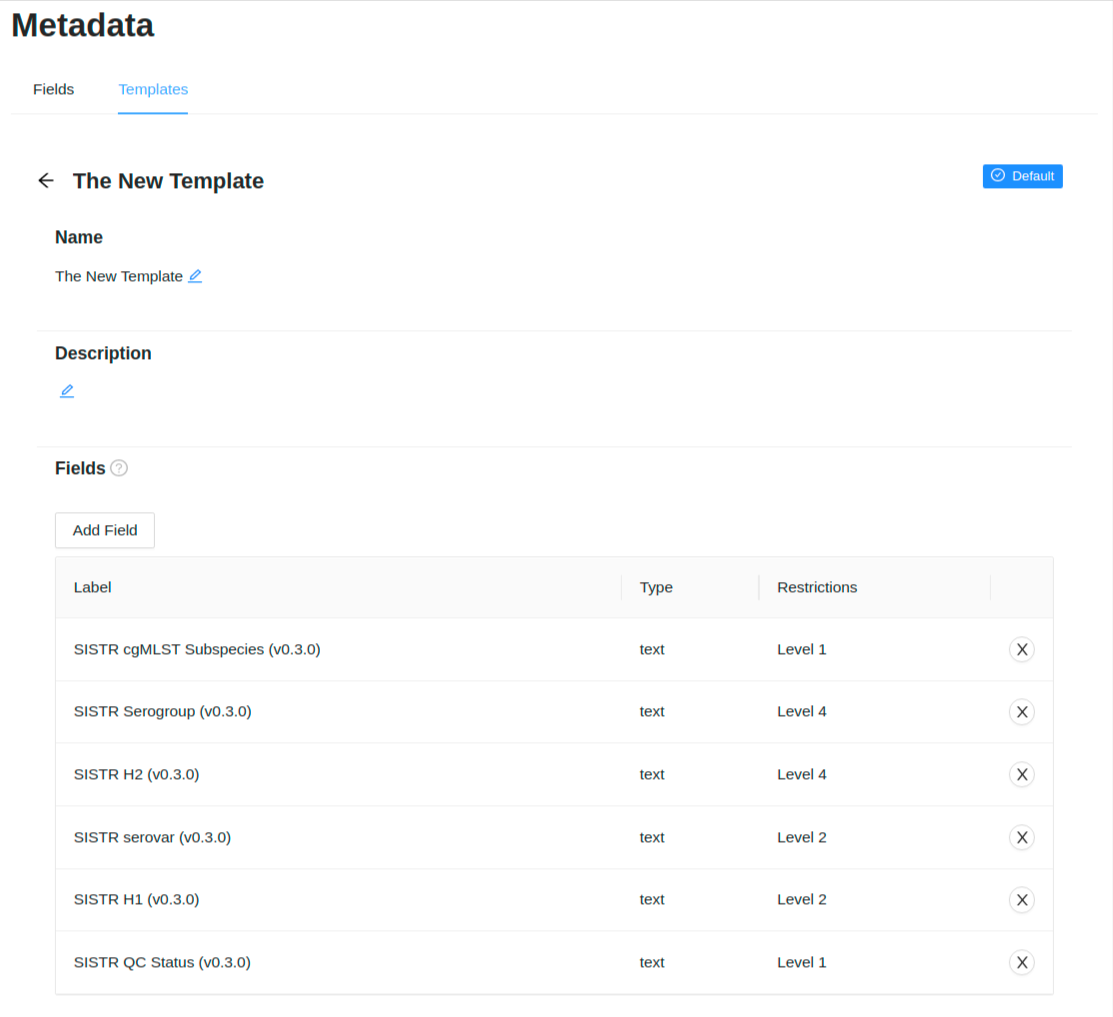 Metadata
Fields Templates
The New Template Default
Name
The New Template
Description
Fields ?
Add Field
Label Type Restrictions
SISTR cgMLST Subspecies (v0.3.0) text Level 1 X
SISTR Serogroup (v0.3.0) text Level 4 X
SISTR H2 (v0.3.0) text Level 4 X
SISTR serovar (v0.3.0) text Level 2 X
SISTR H1 (v0.3.0) text Level 2 X
SISTR QC Status (v0.3.0) text Level 1 X